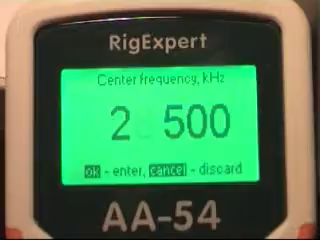 RigExpert
Center frequency, kHz
2 500
ok - enter, cancel - discard
AA-54